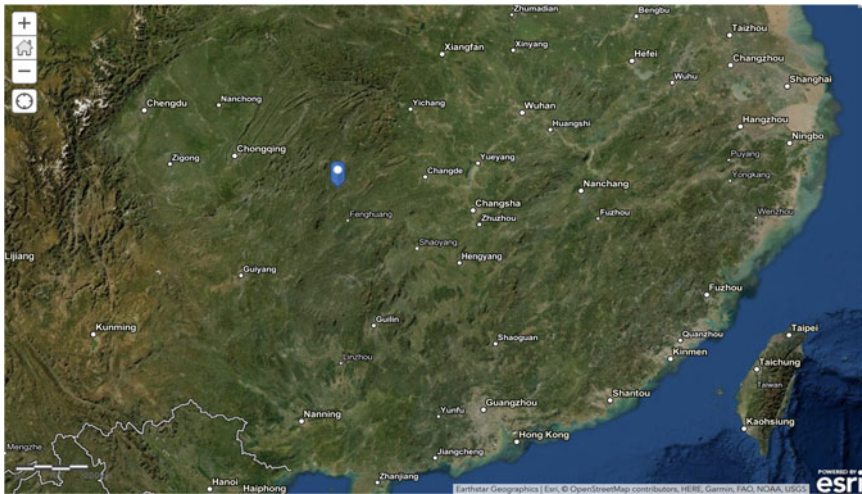 Zhumadian
Bengbu
Taizhou
Xiangfan
Xinyang
Hefei
Changzhou
Wuhu
Shanghai
Chengdu
Nanchong
Yichang
Wuhan
Huangshi
Hangzhou
Ningbo
Zigong
Chongqing
Yueyang
Puyang
Changde
Yongkang
Nanchang
Changsha
Zhuzhou
Fenghuang
Fuzhou
Wenzhou
Shaoyang
Lijiang
Guiyang
Hengyang
Fuzhou
Kunming
Guilin
Shaoguan
Quanzhou
Taipei
Kinmen
Linzhou
Taichung
Taiwan
Shantou
Nanning
Yunfu
Guangzhou
Kaohsiung
Hong Kong
Mengzhe
Jiangcheng
Hanoi
Haiphong
Zhanjiang
Earthstar Geographics | Esri, © OpenStreetMap contributors, HERE, Garmin, FAO, NOAA, USGS
POWERED BY
esri